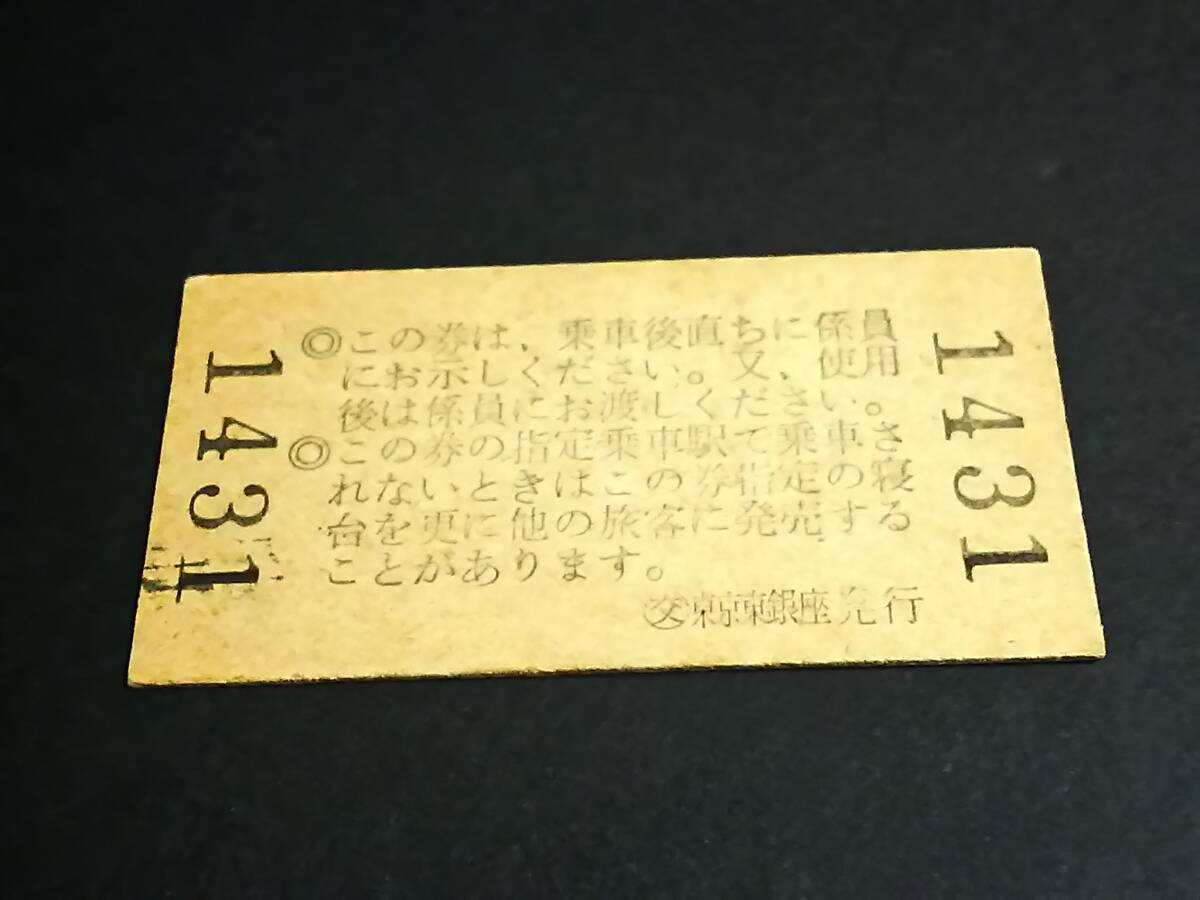 1431
◎この券は、乗車後直ちに係員
にお示しください。又、使用
後は係員にお渡しください。
◎この券の指定乗車駅で乗車さ
れないときはこの券指定の寝
台を更に他の旅客に発売する
ことがあります。
㊋東京東銀座発行
1431